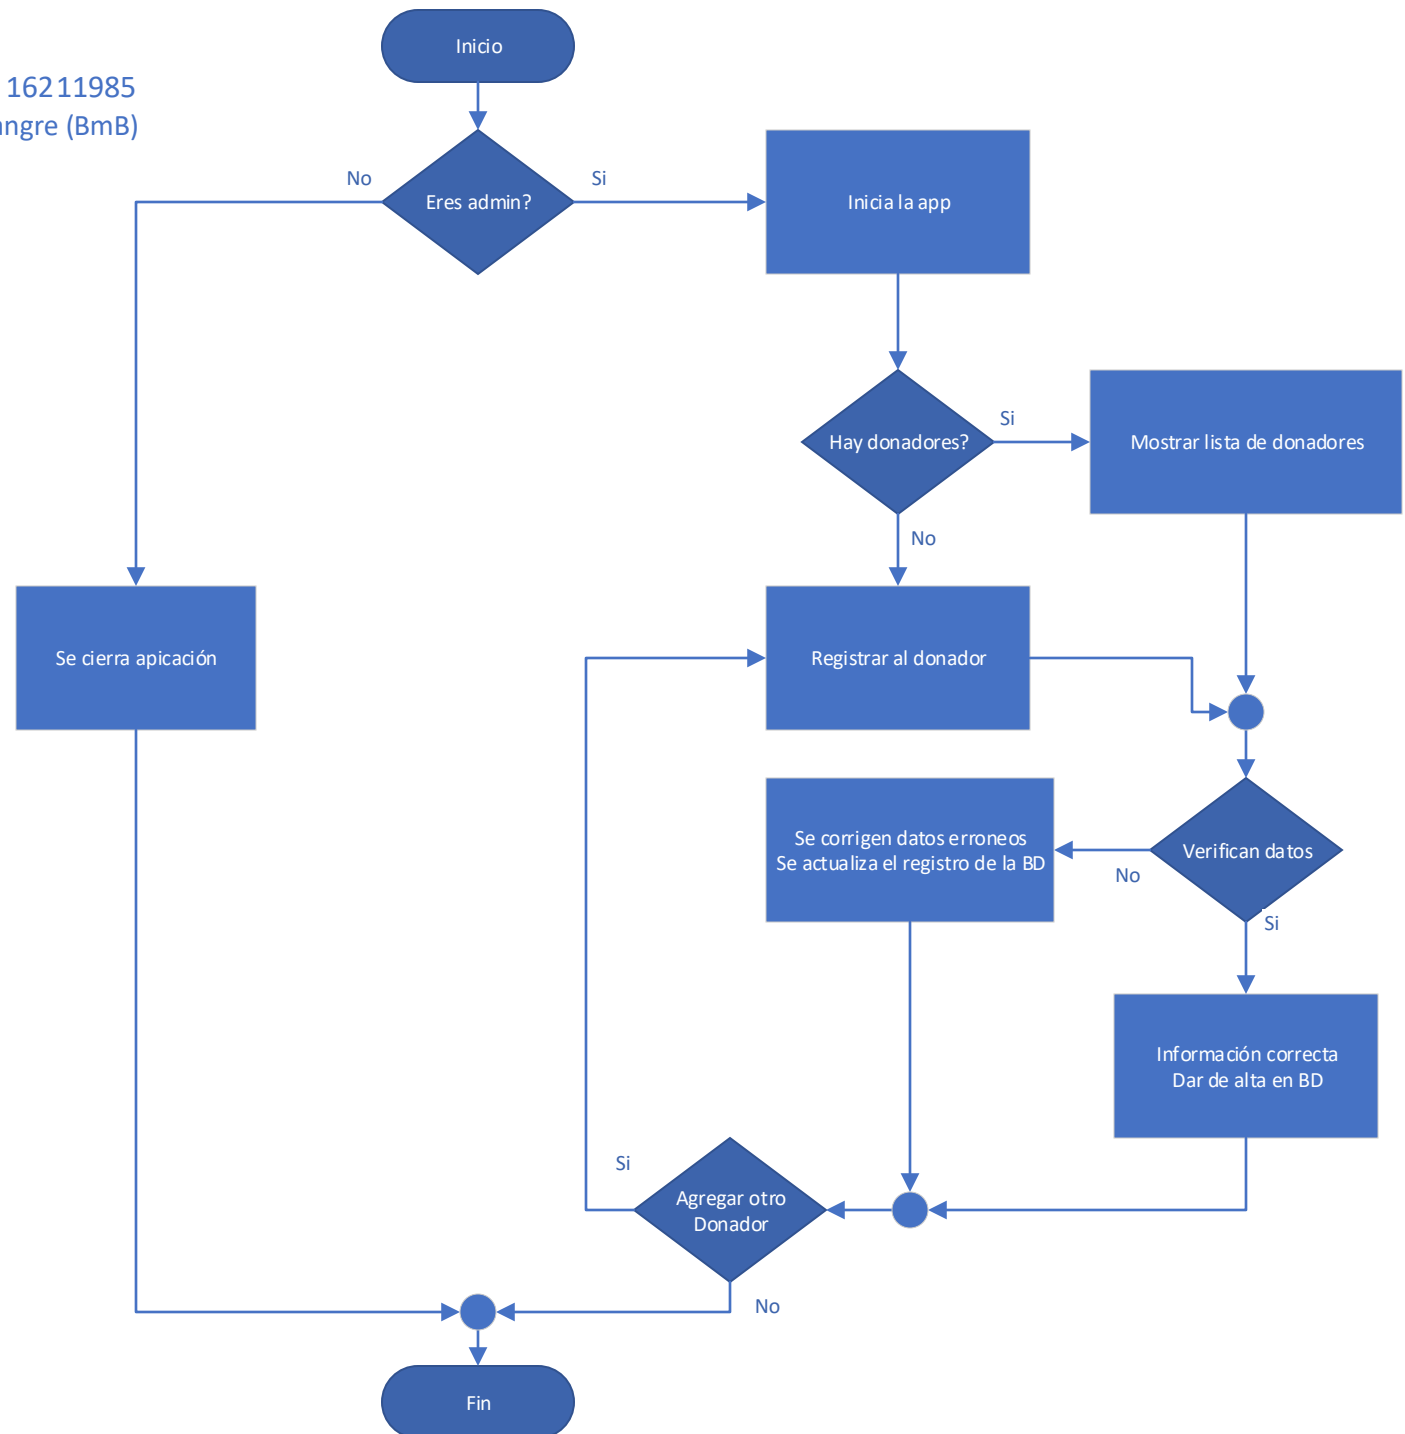 Inicio
16211985
angre (BmB)
No
Si
Eres admin?
Inicia la app
Si
Hay donadores?
Mostrar lista de donadores
No
Se cierra apicación
Registrar al donador
Se corrigen datos erroneos
Se actualiza el registro de la BD
Verifican datos
No
Si
Información correcta
Dar de alta en BD
Si
Agregar otro
Donador
No
Fin